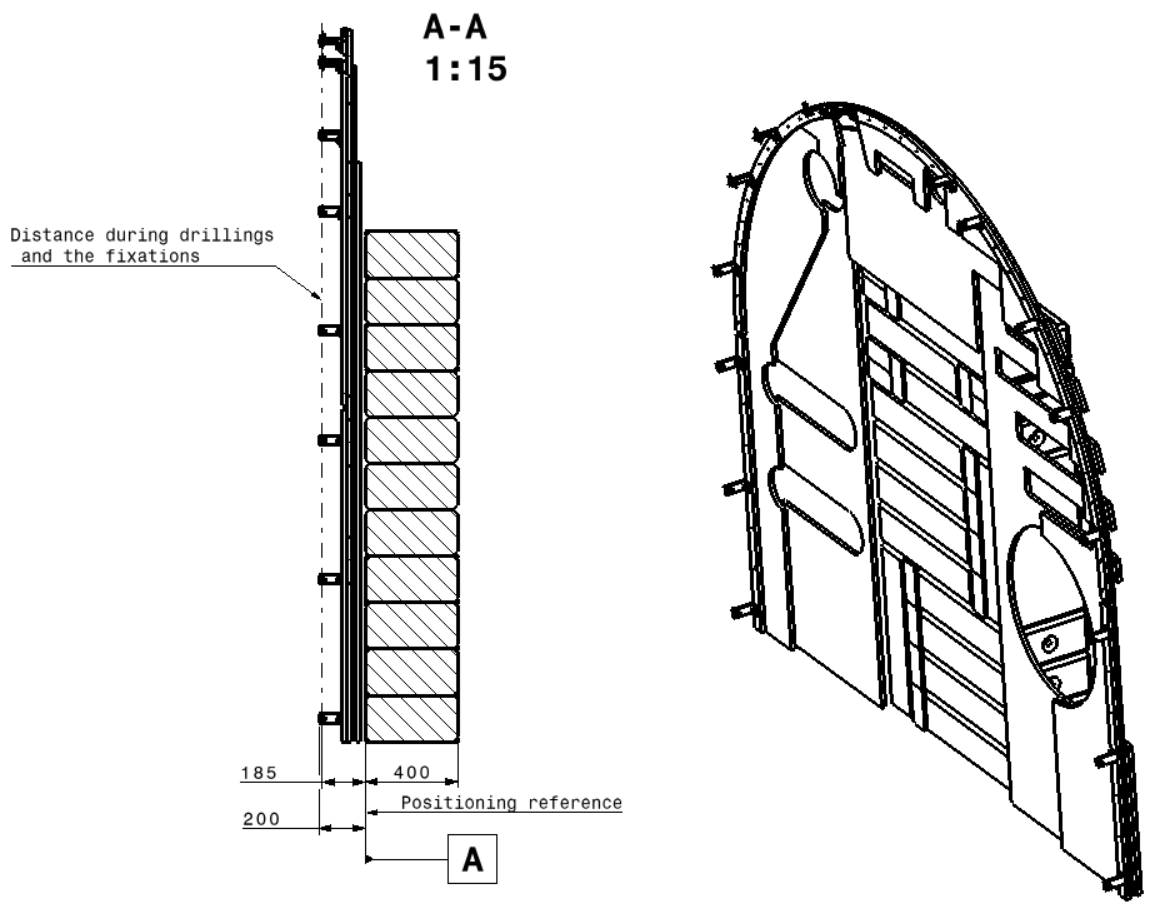 A-A
1:15
Distance during drillings
and the fixations
185
400
Positioning reference
200
A